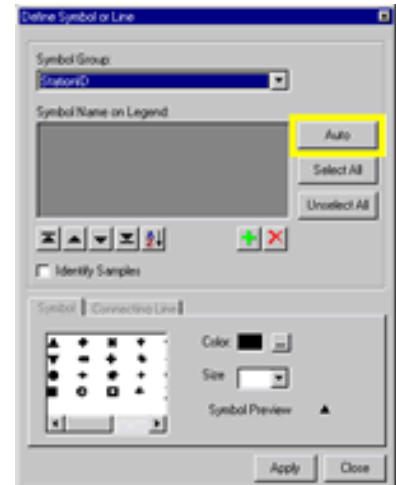 Define Symbol or Line
Symbol Group:
StationID
Symbol Name on Legend:
Auto
Select All
Unselect All
Identify Samples
Symbol
Connecting Line
Color:
Size
Symbol Preview
Apply
Close